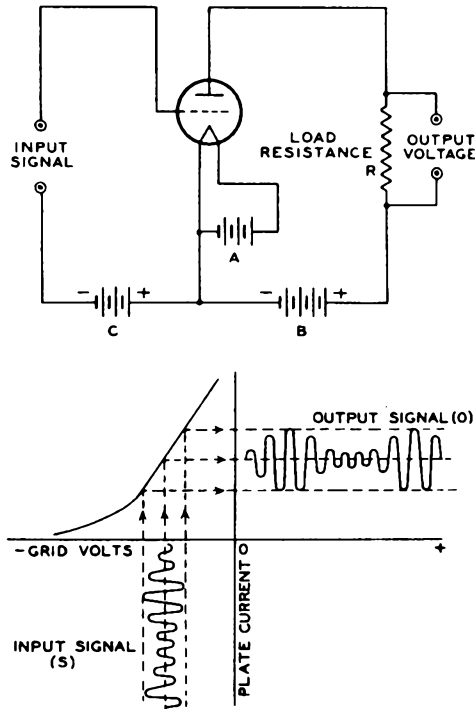 INPUT
SIGNAL
LOAD
RESISTANCE
R
OUTPUT
VOLTAGE
A
- +
C
- +
B
OUTPUT SIGNAL (O)
-GRID VOLTS
O
+
PLATE CURRENT
INPUT SIGNAL
(S)